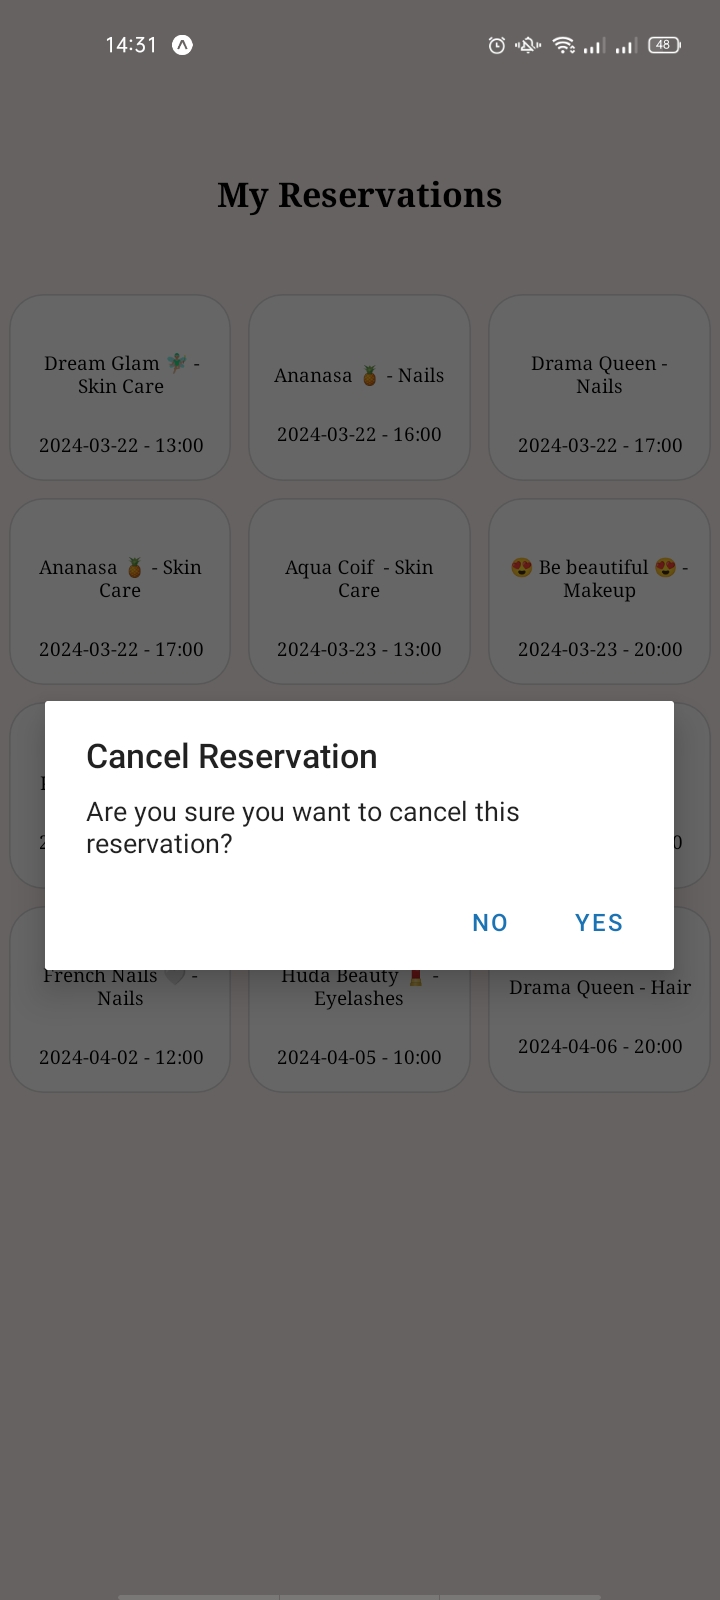 14:31
48
My Reservations
Dream Glam 🧚 -
Skin Care
2024-03-22 - 13:00
Ananasa 🍍 - Nails
2024-03-22 - 16:00
Drama Queen -
Nails
2024-03-22 - 17:00
Ananasa 🍍 - Skin
Care
2024-03-22 - 17:00
Aqua Coif  - Skin
Care
2024-03-23 - 13:00
😍 Be beautiful 😍 -
Makeup
2024-03-23 - 20:00
Cancel Reservation
Are you sure you want to cancel this
reservation?
NO
YES
French Nails 🤍 -
Nails
2024-04-02 - 12:00
Huda Beauty 💄 -
Eyelashes
2024-04-05 - 10:00
Drama Queen - Hair
2024-04-06 - 20:00